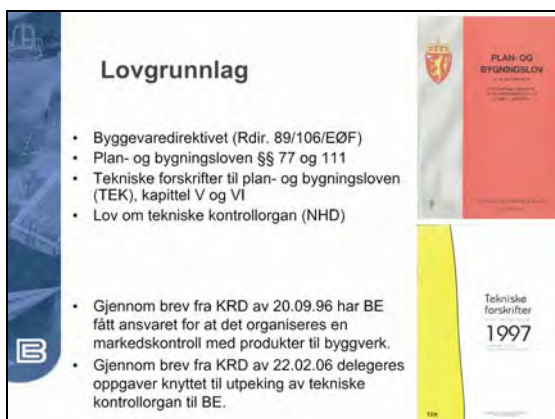 Lovgrunnlag
• Byggevaredirektivet (Rdir. 89/106/EØF)
• Plan- og bygningsloven §§ 77 og 111
• Tekniske forskrifter til plan- og bygningsloven
(TEK), kapittel V og VI
• Lov om tekniske kontrollorgan (NHD)
• Gjennom brev fra KRD av 20.09.96 har BE
fått ansvaret for at det organiseres en
markedskontroll med produkter til byggverk.
• Gjennom brev fra KRD av 22.02.06 delegeres
oppgaver knyttet til utpeking av tekniske
kontrollorgan til BE.
PLAN- OG
BYGNINGSLOV
Tekniske
forskrifter
1997
TEK